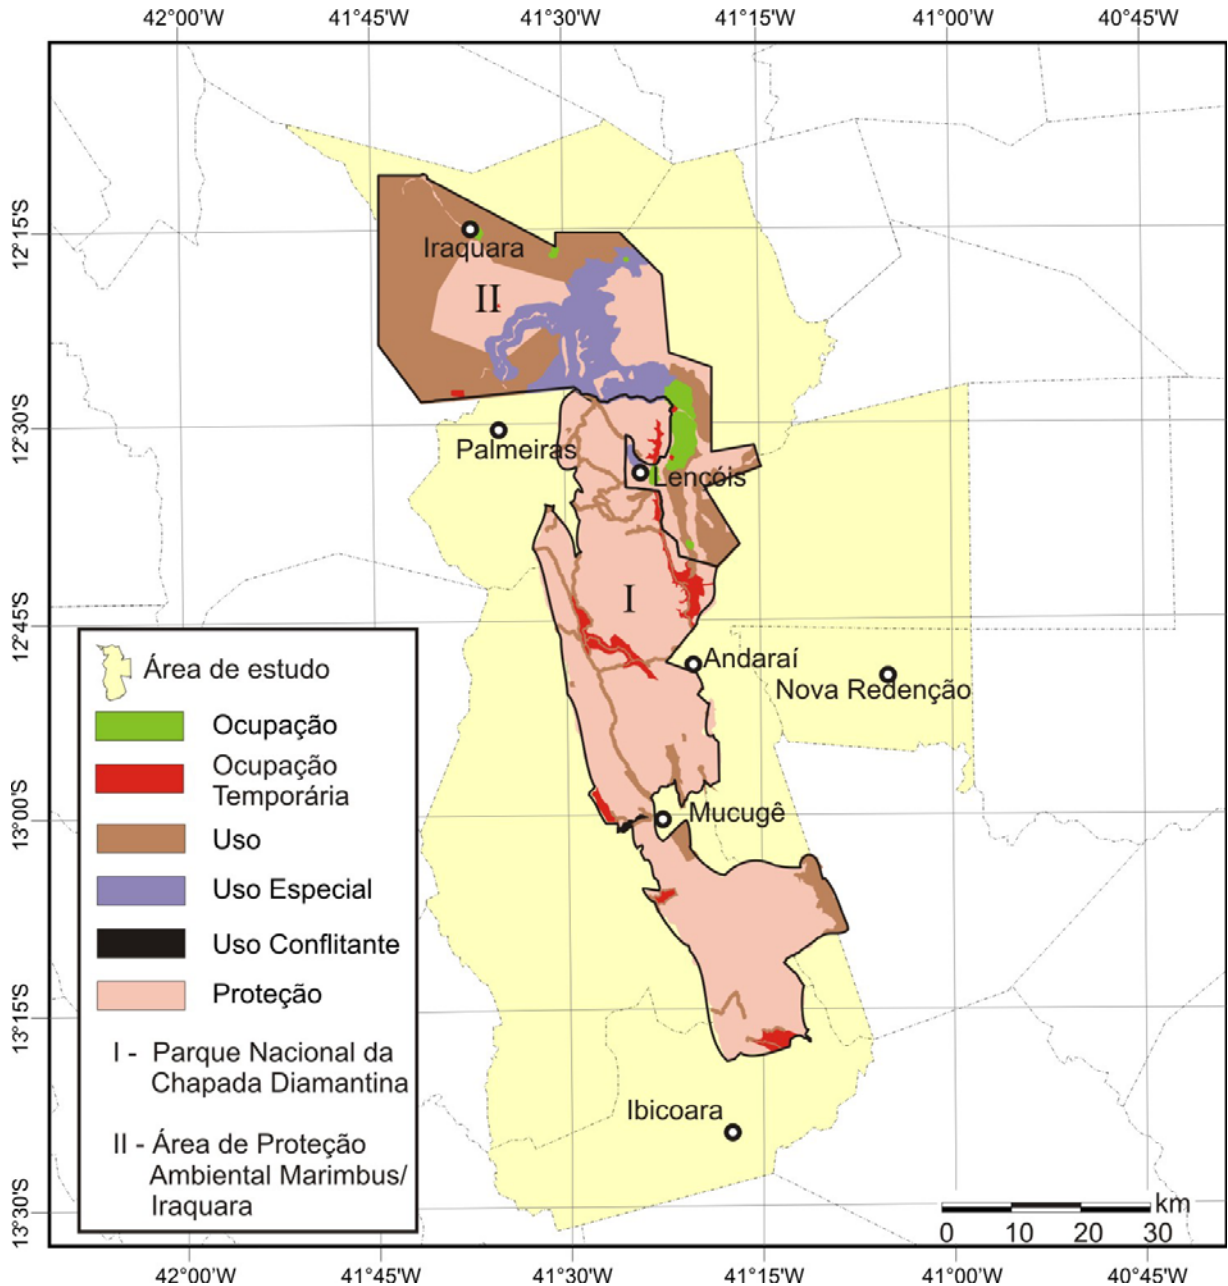 42°00'W 41°45'W 41°30'W 41°15'W 41°00'W 40°45'W
12°15'S
Iraquara
II
12°30'S
Palmeiras
Lençóis
I
12°45'S
Andaraí
Nova Redenção
13°00'S
Mucugê
13°15'S
Ibicoara
13°30'S
Área de estudo
Ocupação
Ocupação
Temporária
Uso
Uso Especial
Uso Conflitante
Proteção
I - Parque Nacional da
Chapada Diamantina
II - Área de Proteção
Ambiental Marimbus/
Iraquara
km
0 10 20 30
42°00'W 41°45'W 41°30'W 41°15'W 41°00'W 40°45'W